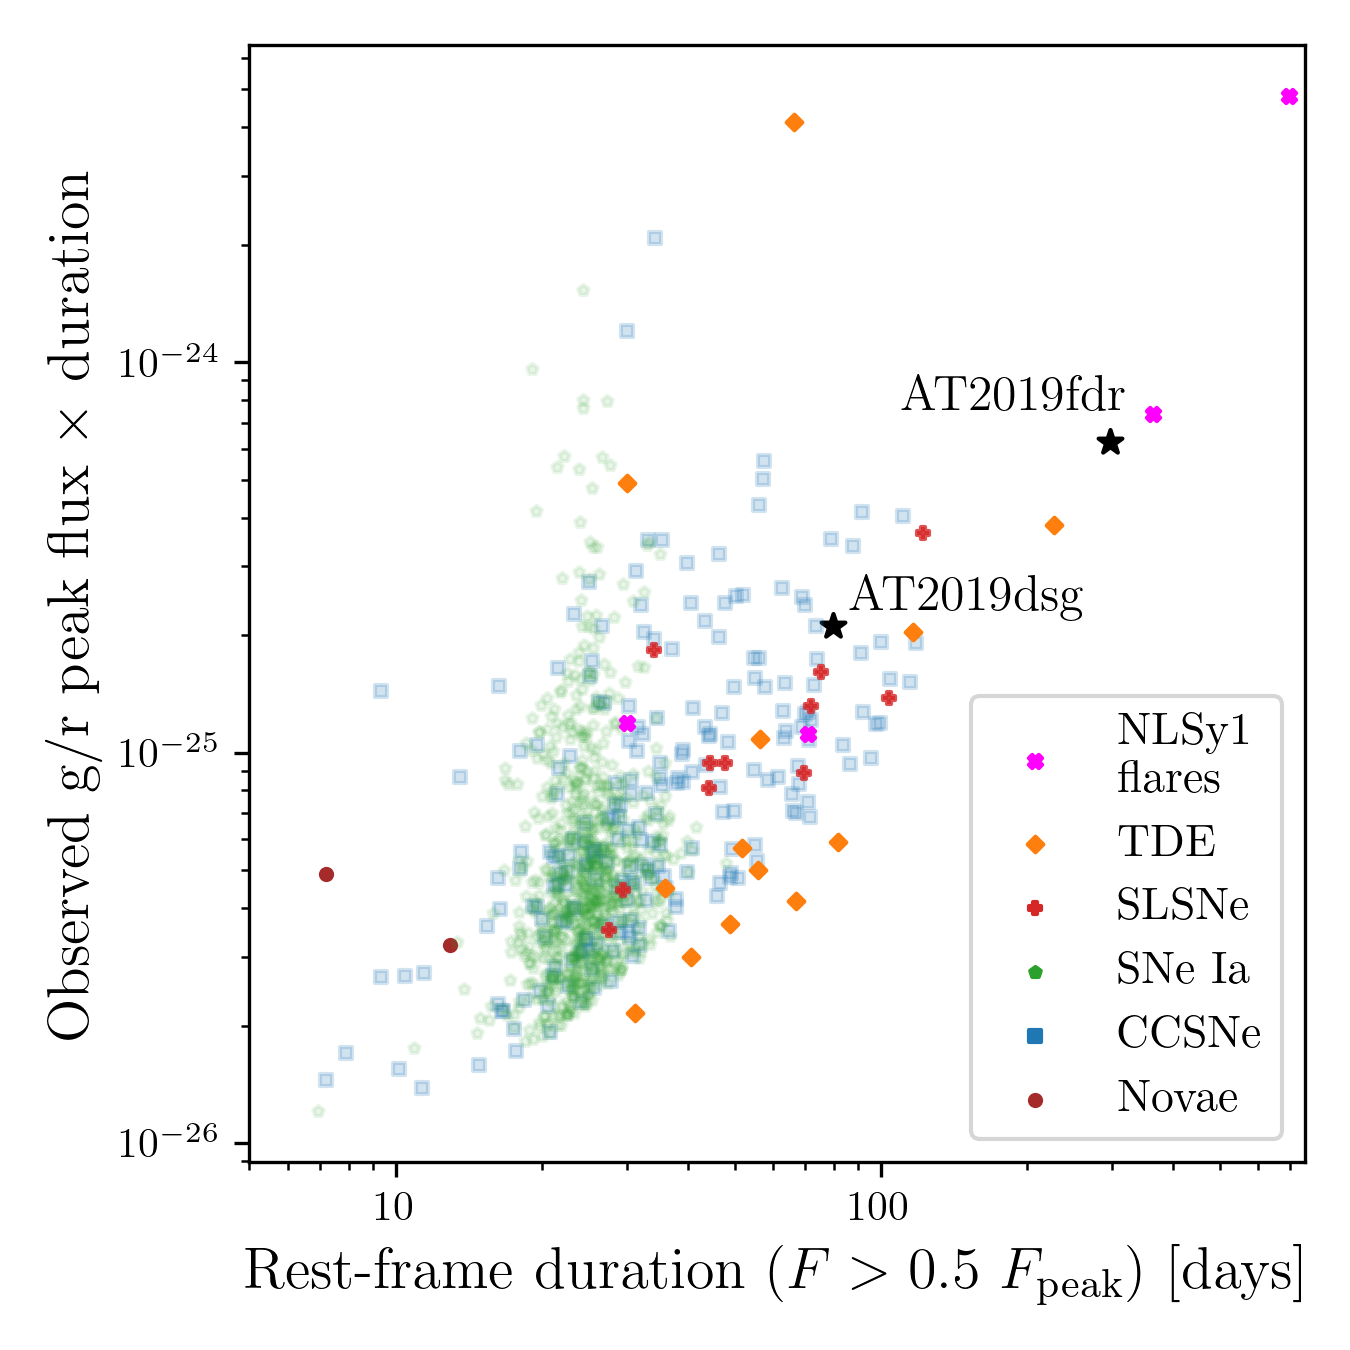 Observed g/r peak flux × duration
10⁻²⁴
10⁻²⁵
10⁻²⁶
AT2019fdr
AT2019dsg
NLSy1
flares
TDE
SLSNe
SNe Ia
CCSNe
Novae
10
100
Rest-frame duration (F > 0.5 F_peak) [days]